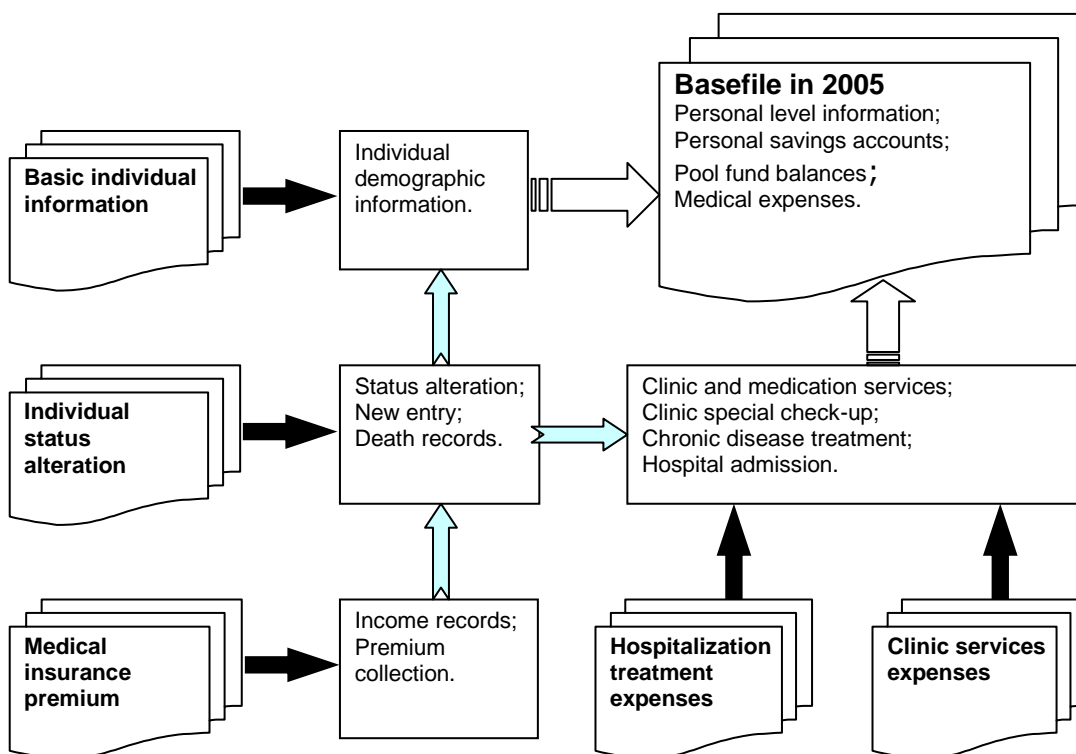 Basefile in 2005
Personal level information;
Personal savings accounts;
Pool fund balances;
Medical expenses.
Basic individual
information
Individual
demographic
information.
Individual
status
alteration
Status alteration;
New entry;
Death records.
Clinic and medication services;
Clinic special check-up;
Chronic disease treatment;
Hospital admission.
Medical
insurance
premium
Income records;
Premium
collection.
Hospitalization
treatment
expenses
Clinic services
expenses